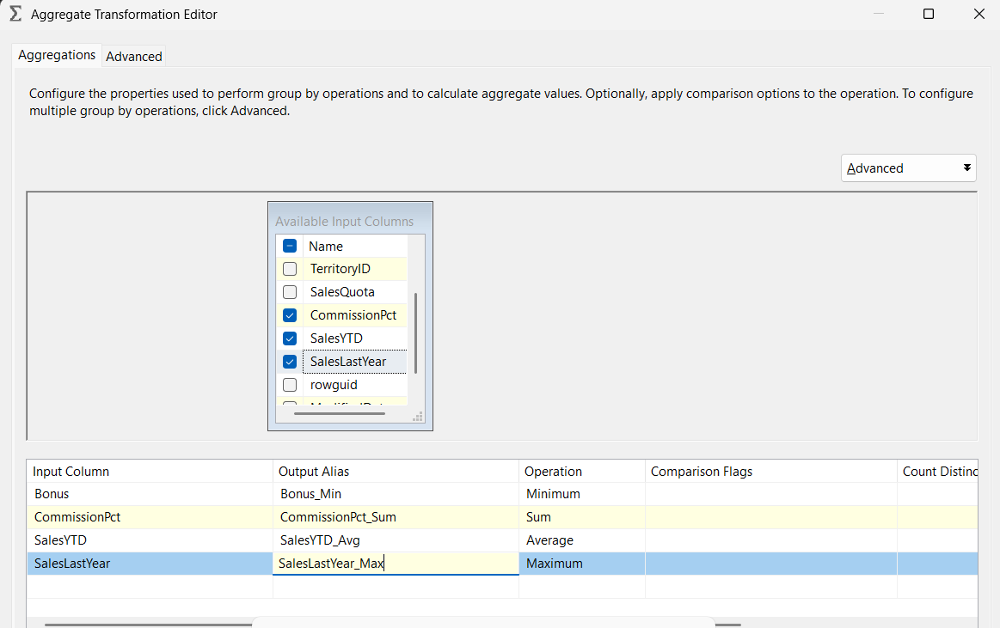 Aggregate Transformation Editor
Aggregations Advanced
Configure the properties used to perform group by operations and to calculate aggregate values. Optionally, apply comparison options to the operation. To configure
multiple group by operations, click Advanced.
Advanced
Available Input Columns
Name
TerritoryID
SalesQuota
CommissionPct
SalesYTD
SalesLastYear
rowguid
Input Column Output Alias Operation Comparison Flags Count Distinc
Bonus Bonus_Min Minimum
CommissionPct CommissionPct_Sum Sum
SalesYTD SalesYTD_Avg Average
SalesLastYear SalesLastYear_Max Maximum